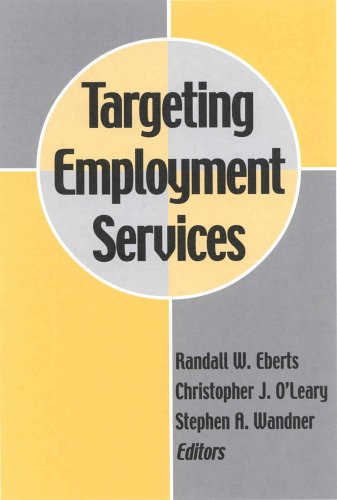 Targeting
Employment
Services
Randall W. Eberts
Christopher J. O'Leary
Stephen A. Wandner
Editors